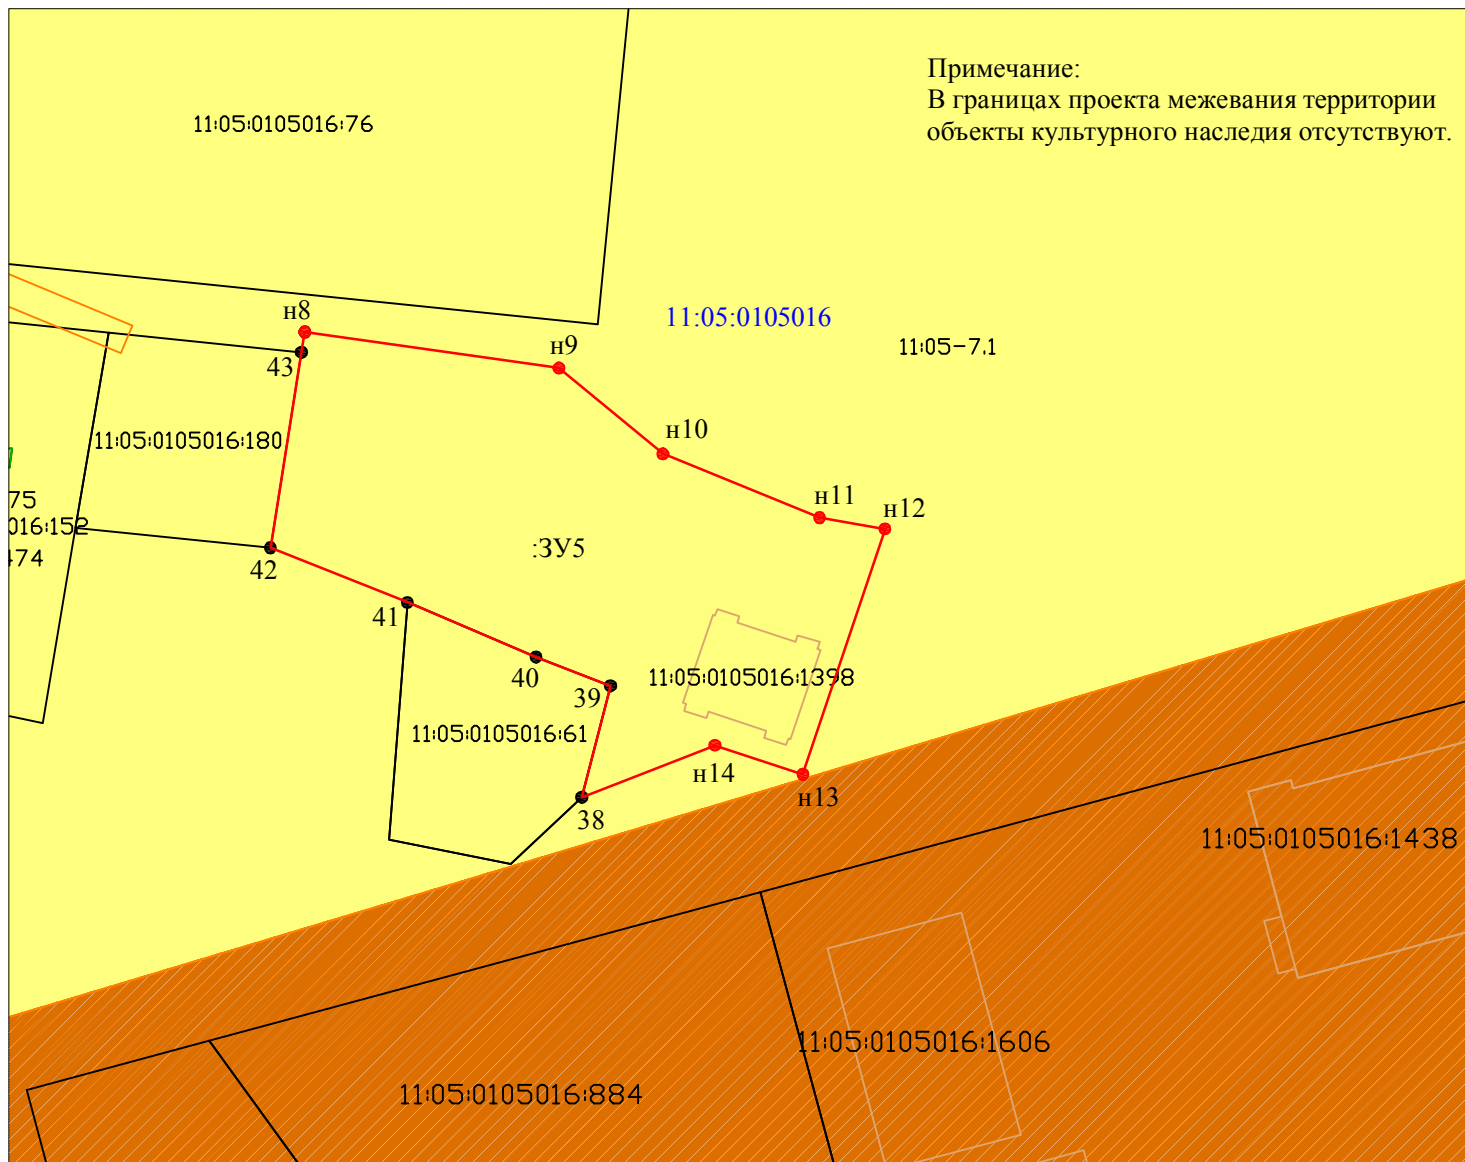 Примечание:
В границах проекта межевания территории
объекты культурного наследия отсутствуют.
11:05:0105016:76
н8
11:05:0105016
н9
11:05-7.1
43
н10
11:05:0105016:180
75
н11
н12
016:152
:ЗУ5
474
42
41
40
11:05:0105016:1398
39
11:05:0105016:61
н14
н13
38
11:05:0105016:1438
11:05:0105016:1606
11:05:0105016:884